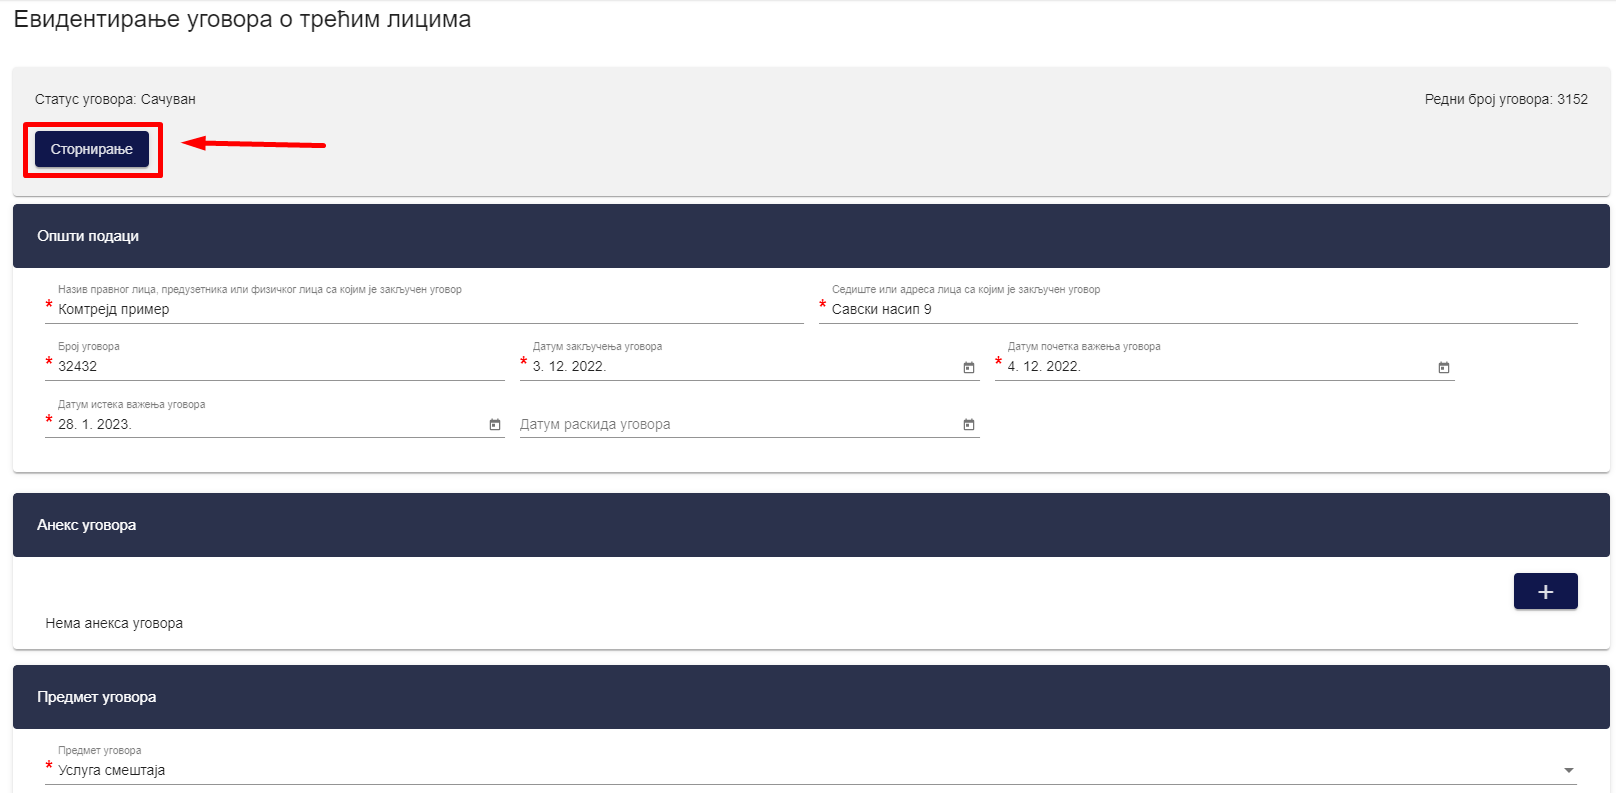 Евидентирање уговора о трећим лицима
Статус уговора: Сачуван
Редни број уговора: 3152
Сторнирање
Општи подаци
Назив правног лица, предузетника или физичког лица са којим је закључен уговор
* Комтрејд пример
Седиште или адреса лица са којим је закључен уговор
* Савски насип 9
Број уговора
* 32432
Датум закључења уговора
* 3. 12. 2022.
Датум почетка важења уговора
* 4. 12. 2022.
Датум истека важења уговора
* 28. 1. 2023.
Датум раскида уговора
Анекс уговора
+
Нема анекса уговора
Предмет уговора
Предмет уговора
* Услуга смештаја